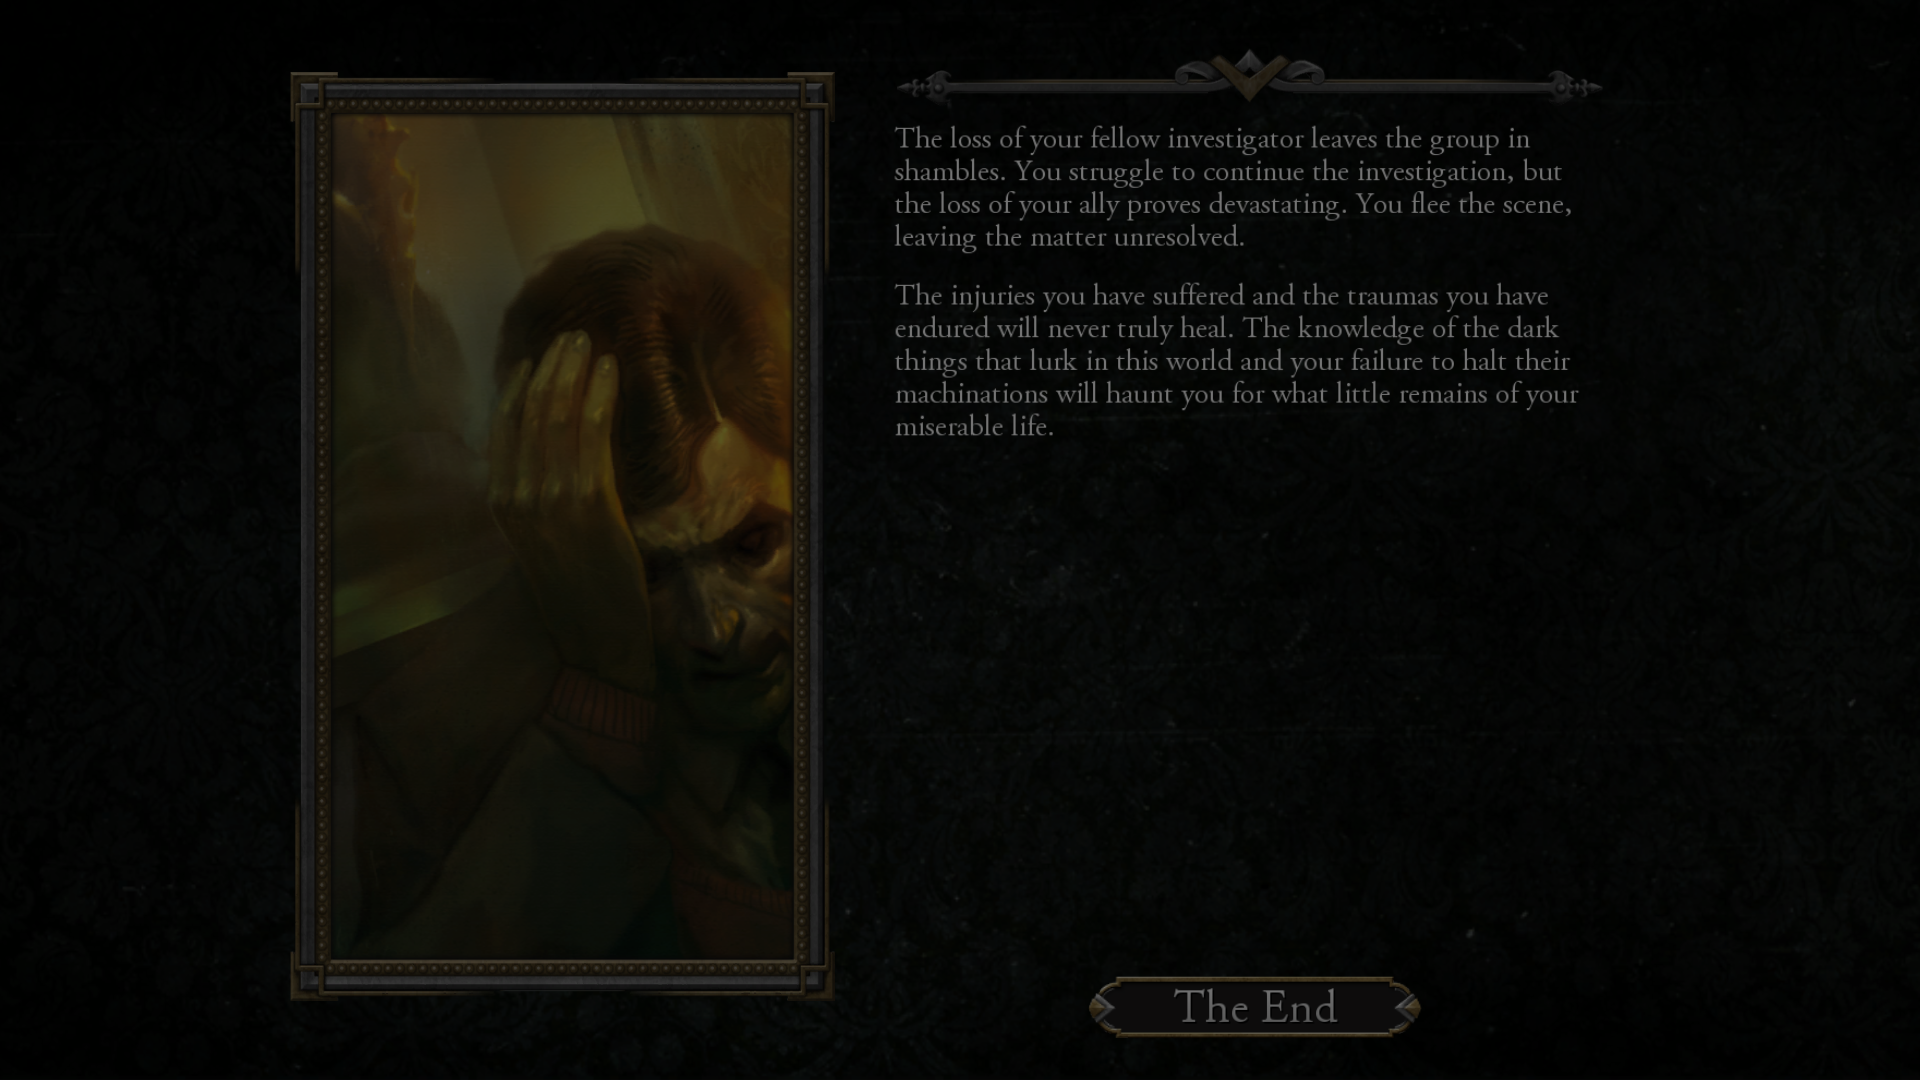 The loss of your fellow investigator leaves the group in
shambles. You struggle to continue the investigation, but
the loss of your ally proves devastating. You flee the scene,
leaving the matter unresolved.
The injuries you have suffered and the traumas you have
endured will never truly heal. The knowledge of the dark
things that lurk in this world and your failure to halt their
machinations will haunt you for what little remains of your
miserable life.
The End